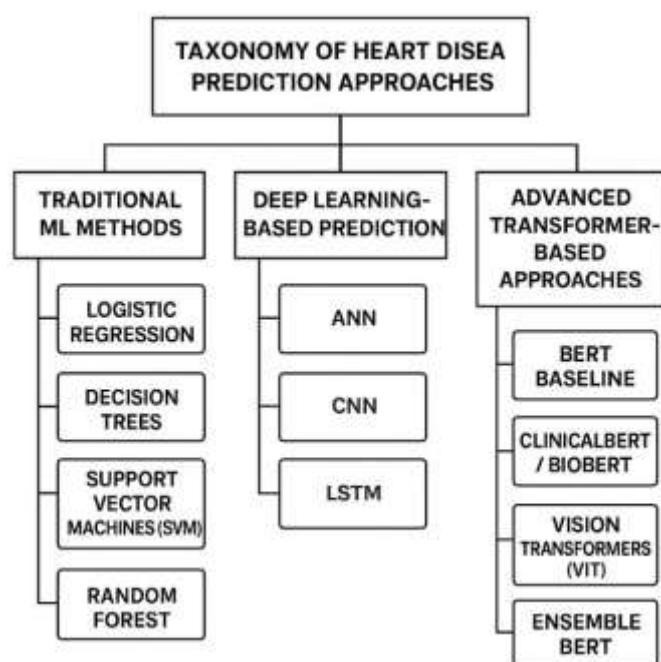 TAXONOMY OF HEART DISEA
PREDICTION APPROACHES
TRADITIONAL
ML METHODS
LOGISTIC
REGRESSION
DECISION
TREES
SUPPORT
VECTOR
MACHINES (SVM)
RANDOM
FOREST
DEEP LEARNING-
BASED PREDICTION
ANN
CNN
LSTM
ADVANCED
TRANSFORMER-
BASED
APPROACHES
BERT
BASELINE
CLINICALBERT
/ BIOBERT
VISION
TRANSFORMERS
(VIT)
ENSEMBLE
BERT